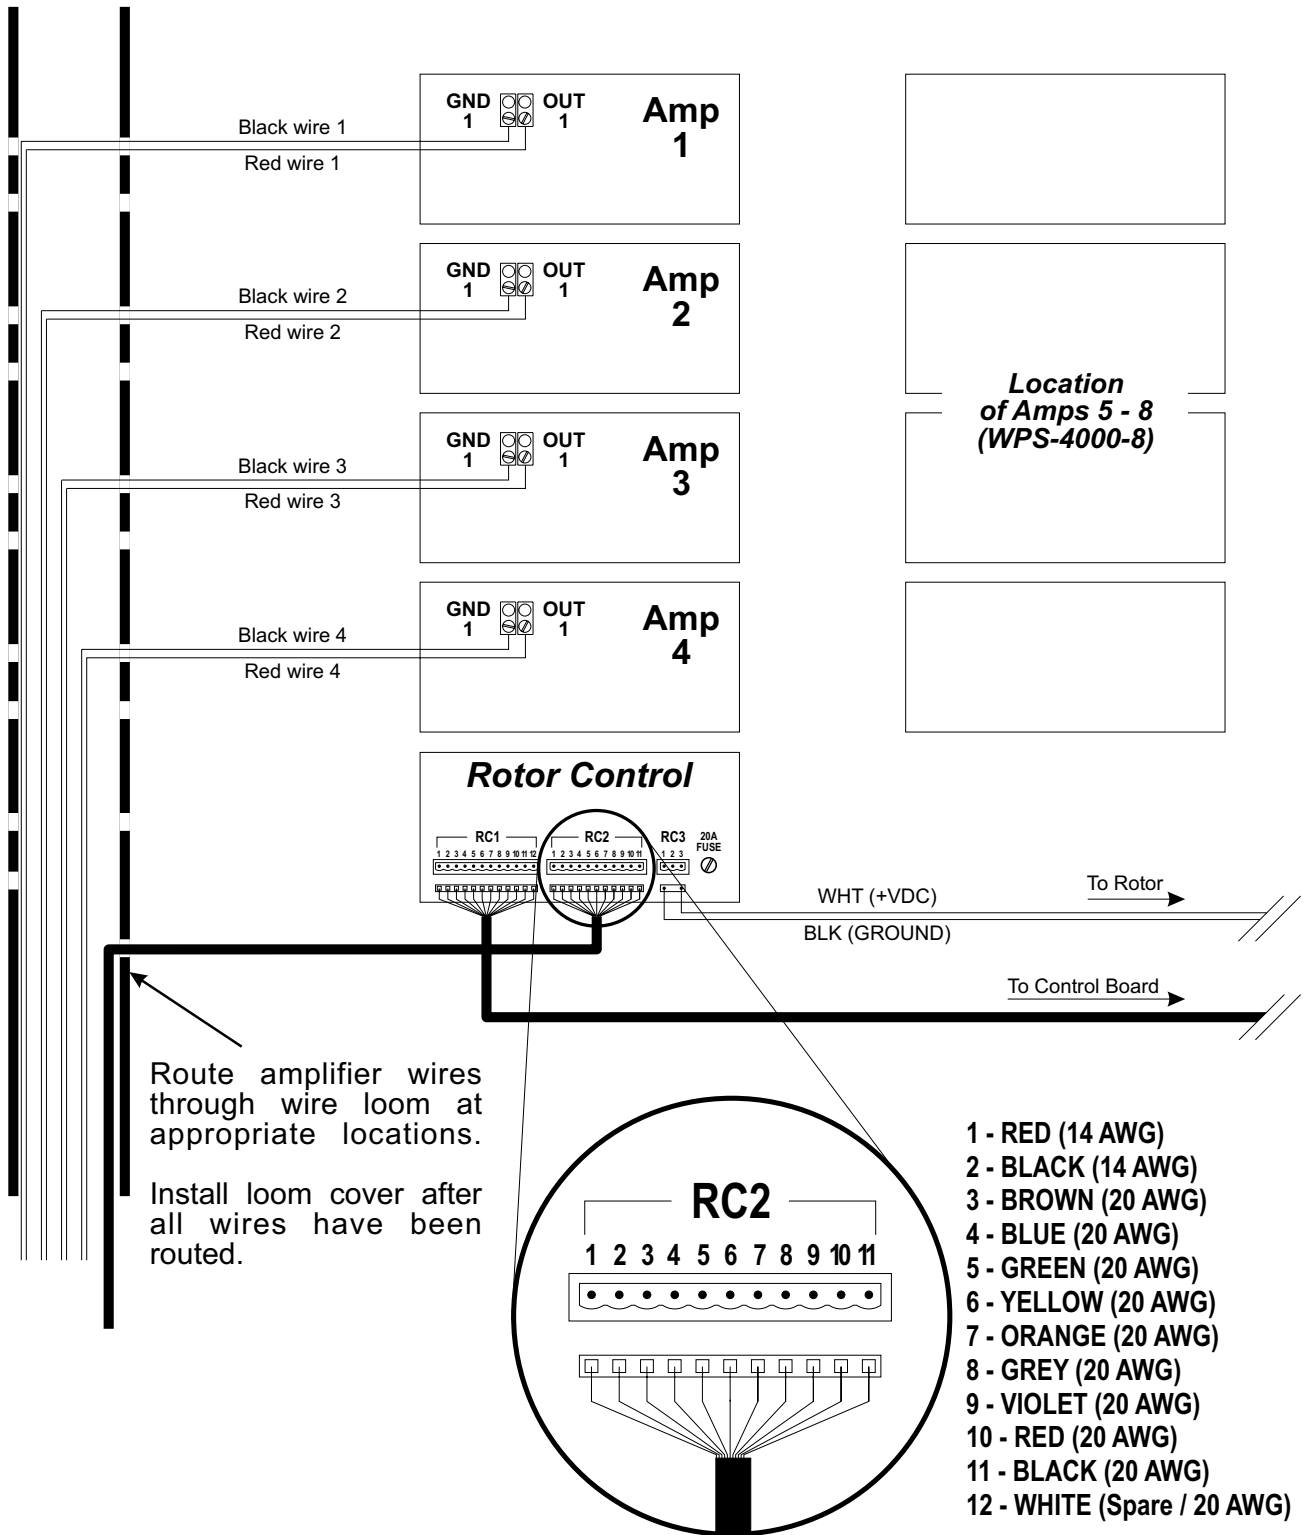 GND OUT
1 1
Amp
1
Black wire 1
Red wire 1
GND OUT
1 1
Amp
2
Black wire 2
Red wire 2
Location
of Amps 5 - 8
(WPS-4000-8)
GND OUT
1 1
Amp
3
Black wire 3
Red wire 3
GND OUT
1 1
Amp
4
Black wire 4
Red wire 4
Rotor Control
RC1
1 2 3 4 5 6 7 8 9 10 11 12
RC2
1 2 3 4 5 6 7 8 9 10 11
RC3
1 2 3
20A
FUSE
WHT (+VDC)
To Rotor
BLK (GROUND)
To Control Board
Route amplifier wires
through wire loom at
appropriate locations.
Install loom cover after
all wires have been
routed.
RC2
1 2 3 4 5 6 7 8 9 10 11
1 - RED (14 AWG)
2 - BLACK (14 AWG)
3 - BROWN (20 AWG)
4 - BLUE (20 AWG)
5 - GREEN (20 AWG)
6 - YELLOW (20 AWG)
7 - ORANGE (20 AWG)
8 - GREY (20 AWG)
9 - VIOLET (20 AWG)
10 - RED (20 AWG)
11 - BLACK (20 AWG)
12 - WHITE (Spare / 20 AWG)